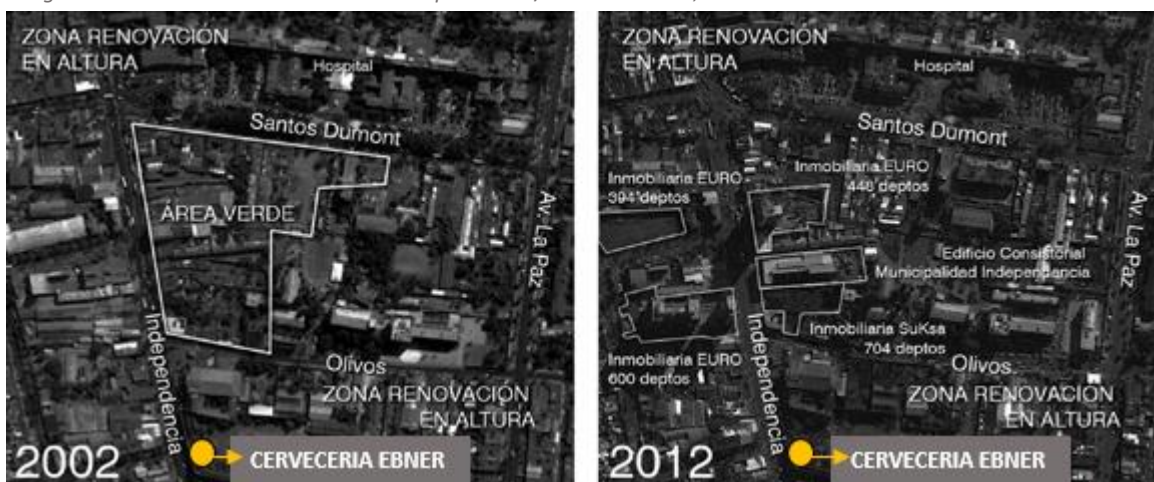 ZONA RENOVACIÓN
EN ALTURA
Hospital
Santos Dumont
ÁREA VERDE
Av. La Paz
Independencia
Olivos
ZONA RENOVACIÓN
EN ALTURA
2002
CERVECERIA EBNER
ZONA RENOVACIÓN
EN ALTURA
Hospital
Santos Dumont
Inmobiliaria EURO
394 deptos
Inmobiliaria EURO
448 deptos
Av. La Paz
Edificio Consistorial
Municipalidad Independencia
Independencia
Inmobiliaria SuKsa
704 deptos
Inmobiliaria EURO
600 deptos
Olivos
ZONA RENOVACIÓN
EN ALTURA
2012
CERVECERIA EBNER